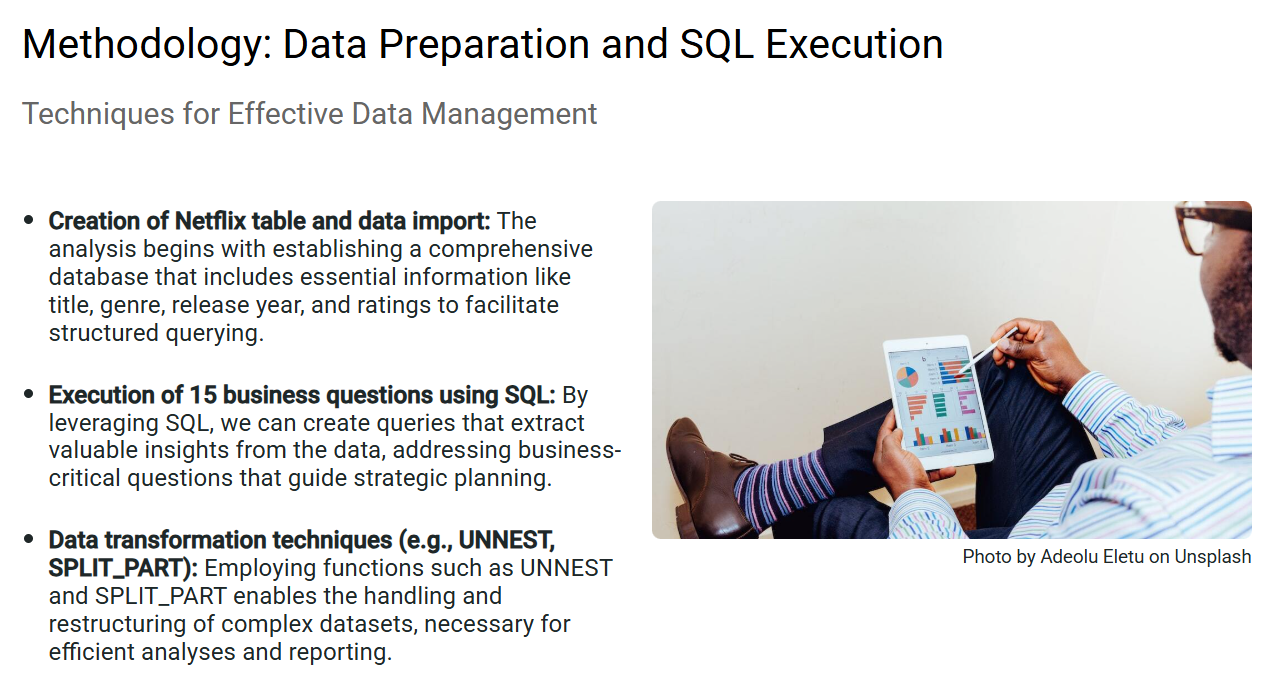 Methodology: Data Preparation and SQL Execution
Techniques for Effective Data Management
• Creation of Netflix table and data import: The
analysis begins with establishing a comprehensive
database that includes essential information like
title, genre, release year, and ratings to facilitate
structured querying.
• Execution of 15 business questions using SQL: By
leveraging SQL, we can create queries that extract
valuable insights from the data, addressing business-
critical questions that guide strategic planning.
• Data transformation techniques (e.g., UNNEST,
SPLIT_PART): Employing functions such as UNNEST
and SPLIT_PART enables the handling and
restructuring of complex datasets, necessary for
efficient analyses and reporting.
Photo by Adeolu Eletu on Unsplash